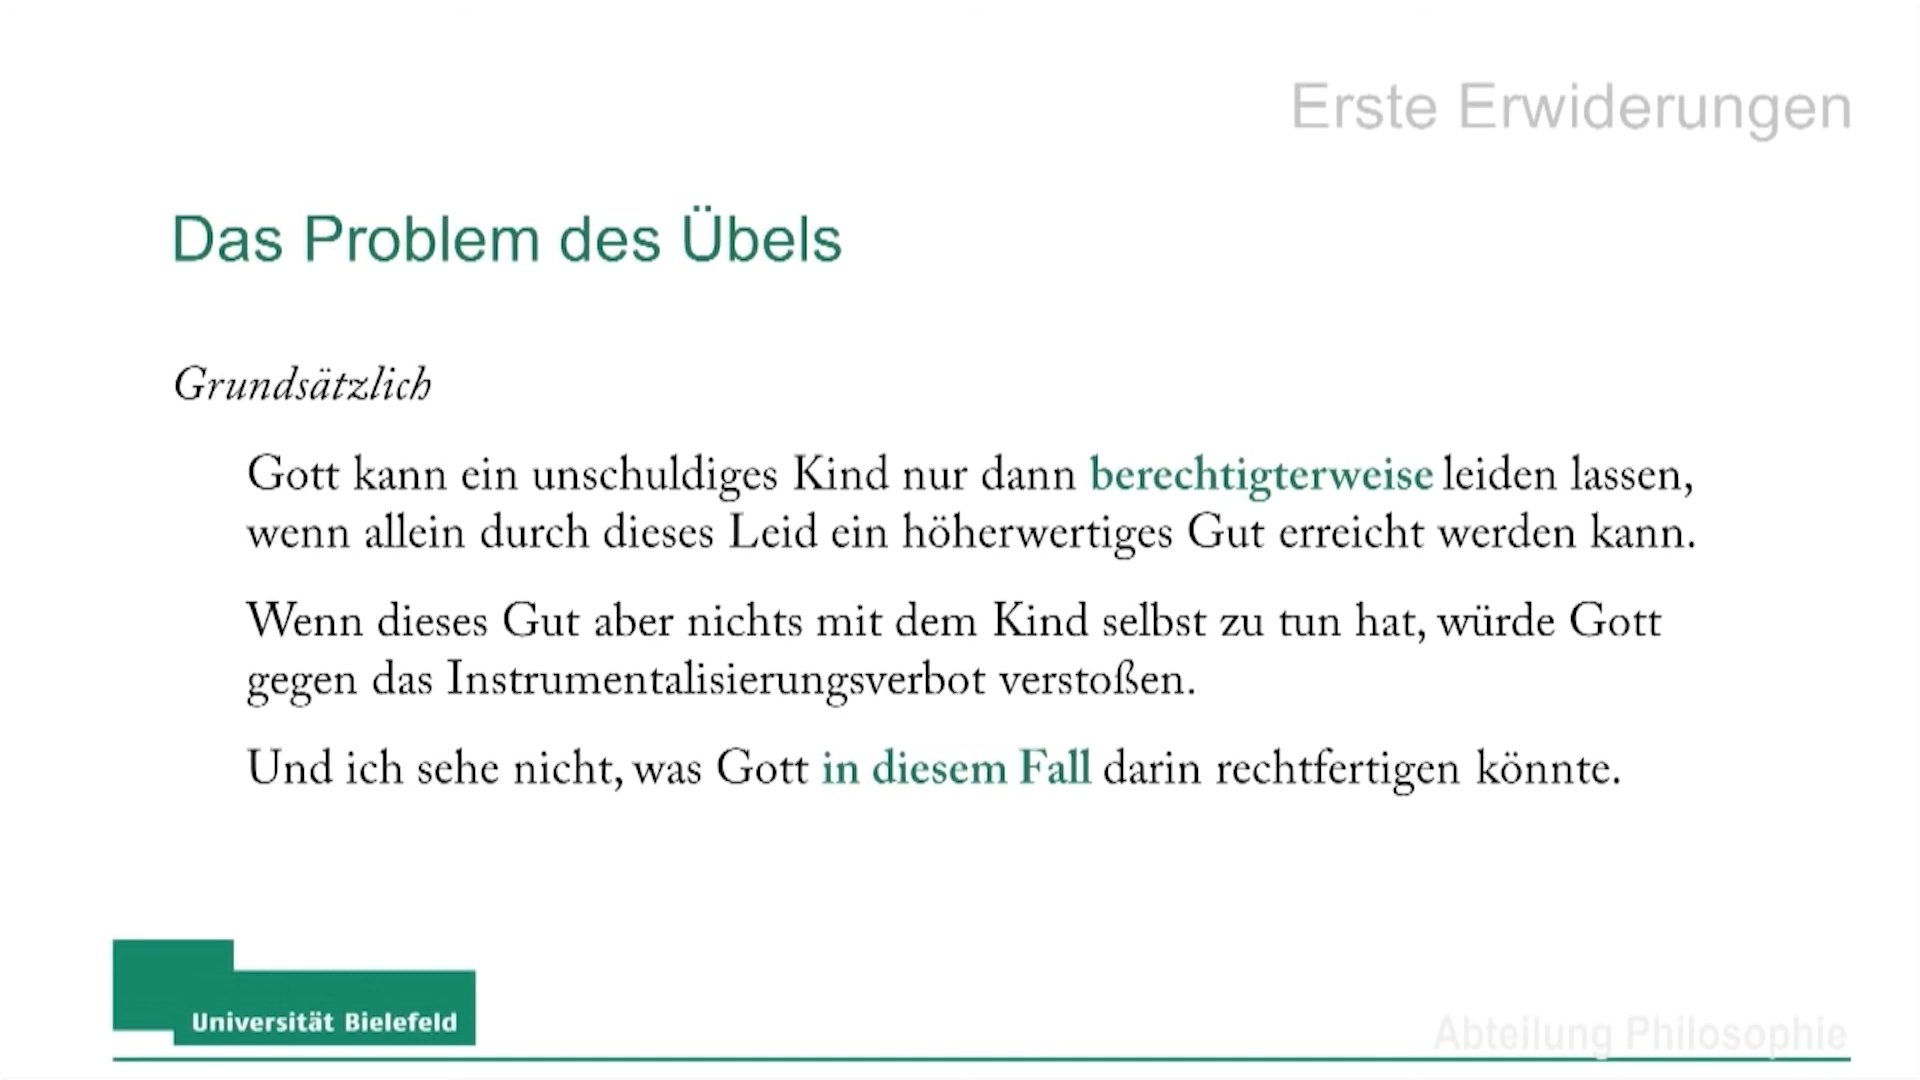 Erste Erwiderungen
Das Problem des Übels
Grundsätzlich
Gott kann ein unschuldiges Kind nur dann berechtigterweise leiden lassen,
wenn allein durch dieses Leid ein höherwertiges Gut erreicht werden kann.
Wenn dieses Gut aber nichts mit dem Kind selbst zu tun hat, würde Gott
gegen das Instrumentalisierungsverbot verstoßen.
Und ich sehe nicht, was Gott in diesem Fall darin rechtfertigen könnte.
Universität Bielefeld
Abteilung Philosophie